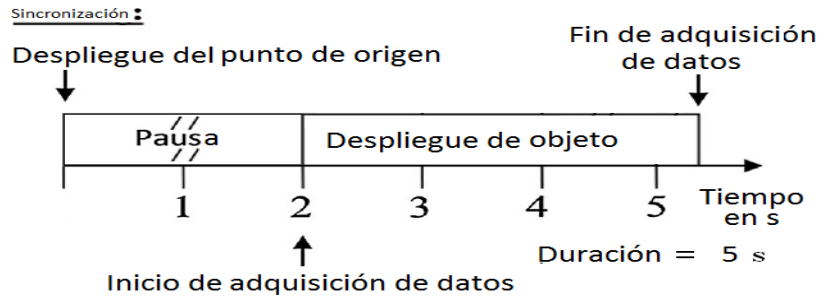 Sincronización:
Despliegue del punto de origen
Fin de adquisición
de datos
Pausa
Despliegue de objeto
1 2 3 4 5
Tiempo
en s
Duración = 5 s
Inicio de adquisición de datos